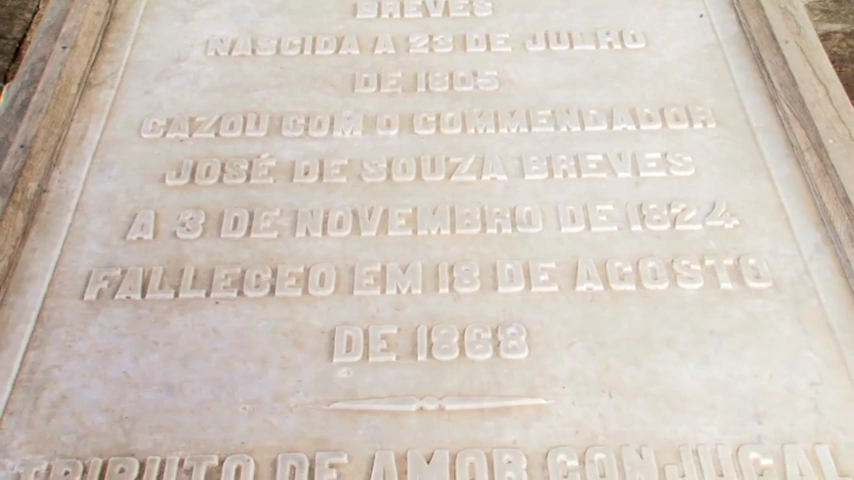 BREVES
NASCIDA A 23 DE JULHO
DE 1805
CAZOU COM O COMMENDADOR
JOSÉ DE SOUZA BREVES
A 3 DE NOVEMBRO DE 1824
FALLECEO EM 18 DE AGOSTO
DE 1868
TRIBUTO DE AMOR CONJUGAL